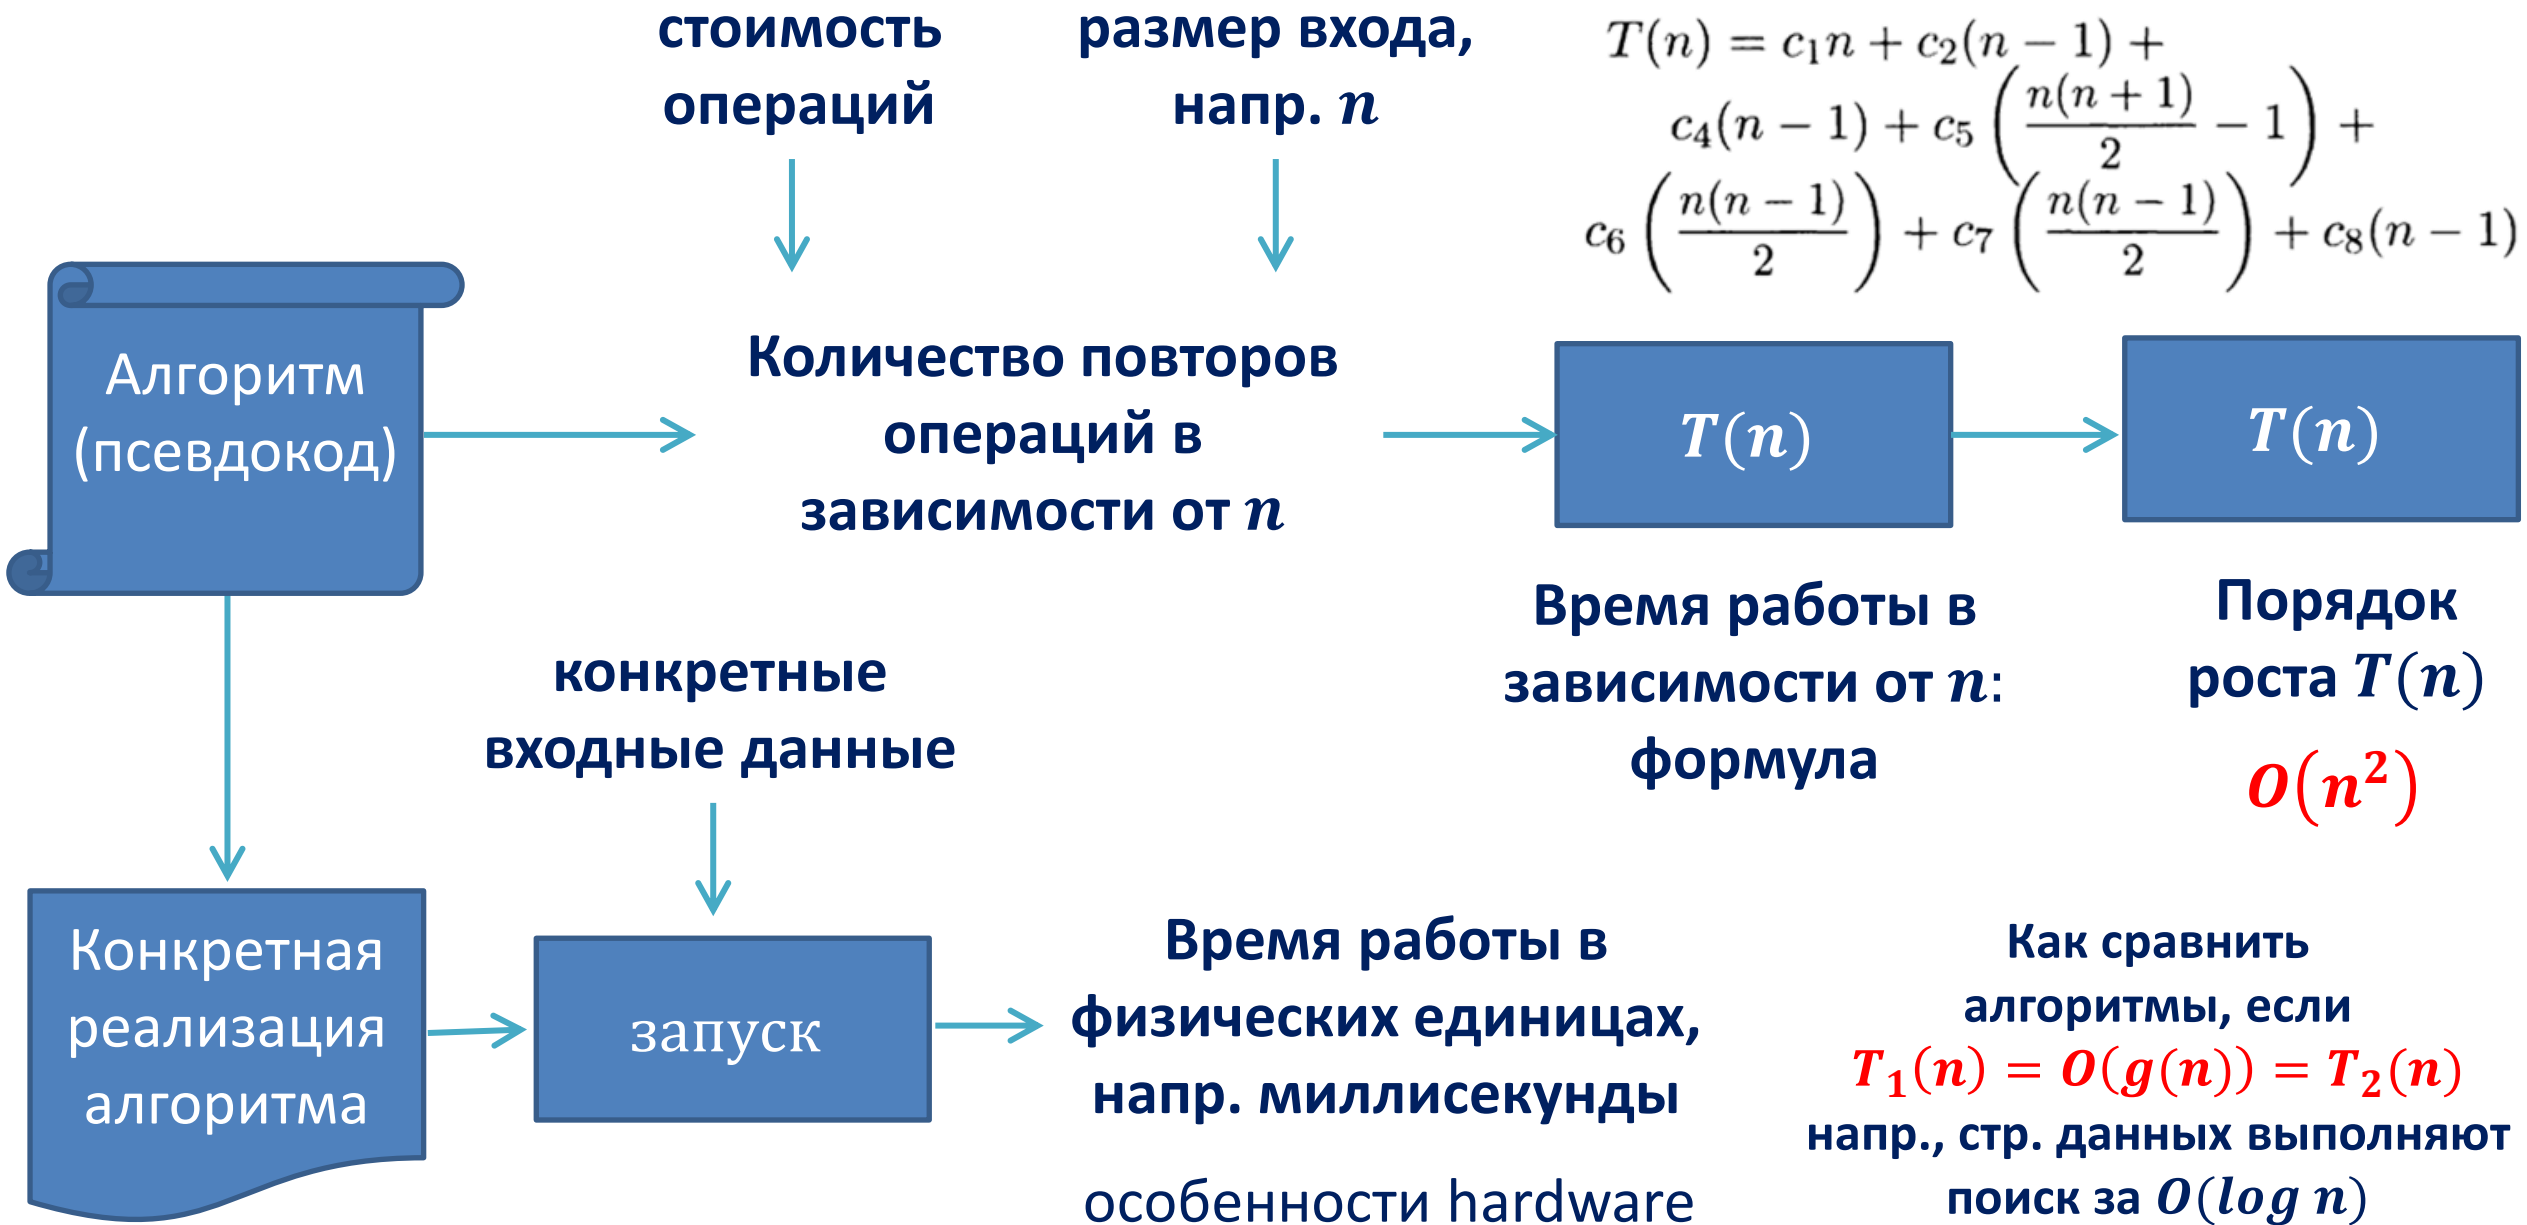 стоимость
операций
размер входа,
напр. n
T(n) = c₁n + c₂(n − 1) +
c₄(n − 1) + c₅(n(n + 1)/2 − 1) +
c₆(n(n − 1)/2) + c₇(n(n − 1)/2) + c₈(n − 1)
Алгоритм
(псевдокод)
Количество повторов
операций в
зависимости от n
T(n)
T(n)
Время работы в
зависимости от n:
формула
Порядок
роста T(n)
O(n²)
конкретные
входные данные
Конкретная
реализация
алгоритма
запуск
Время работы в
физических единицах,
напр. миллисекунды
особенности hardware
Как сравнить
алгоритмы, если
T₁(n) = O(g(n)) = T₂(n)
напр., стр. данных выполняют
поиск за O(log n)